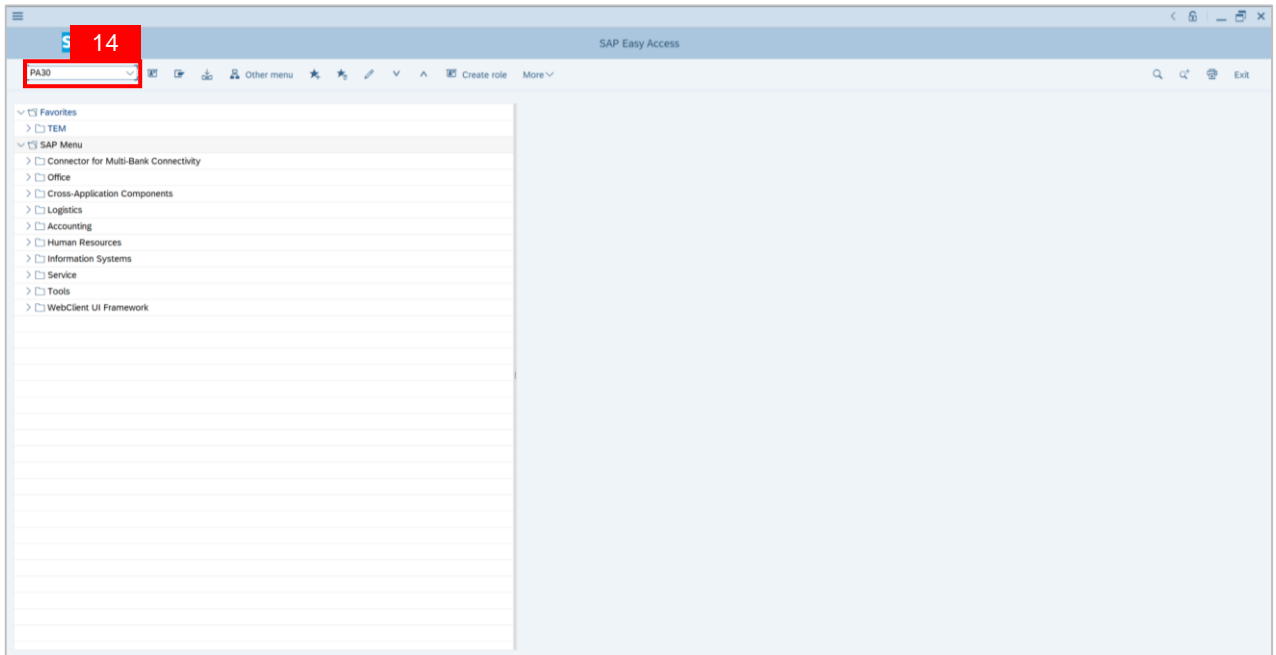 S
14
SAP Easy Access
PA30 Other menu Create role More Exit
Favorites
TEM
SAP Menu
Connector for Multi-Bank Connectivity
Office
Cross-Application Components
Logistics
Accounting
Human Resources
Information Systems
Service
Tools
WebClient UI Framework